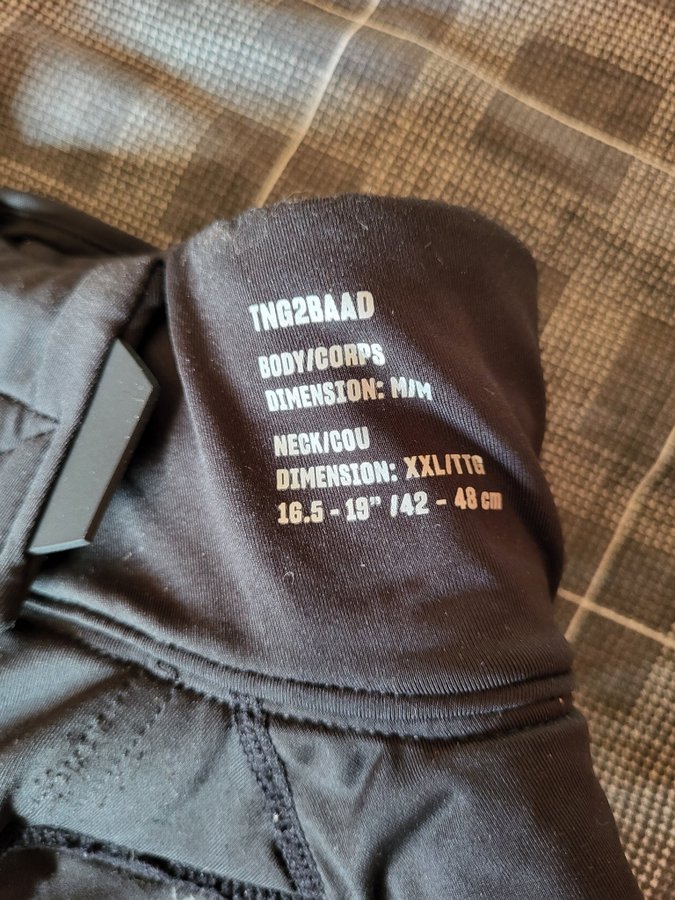 TNG2BAAD
BODY/CORPS
DIMENSION: M/M
NECK/COU
DIMENSION: XXL/TTG
16.5 - 19" /42 - 48 cm